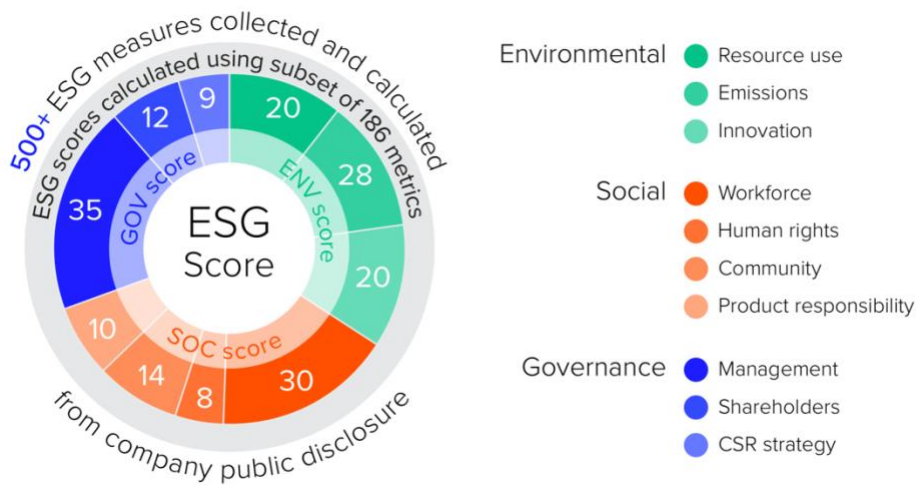 500+ ESG measures collected and calculated
ESG scores calculated using subset of 186 metrics
9
20
12
28
35
20
10
14
8
30
GOV score
ENV score
SOC score
ESG
Score
from company public disclosure
Environmental
Resource use
Emissions
Innovation
Social
Workforce
Human rights
Community
Product responsibility
Governance
Management
Shareholders
CSR strategy